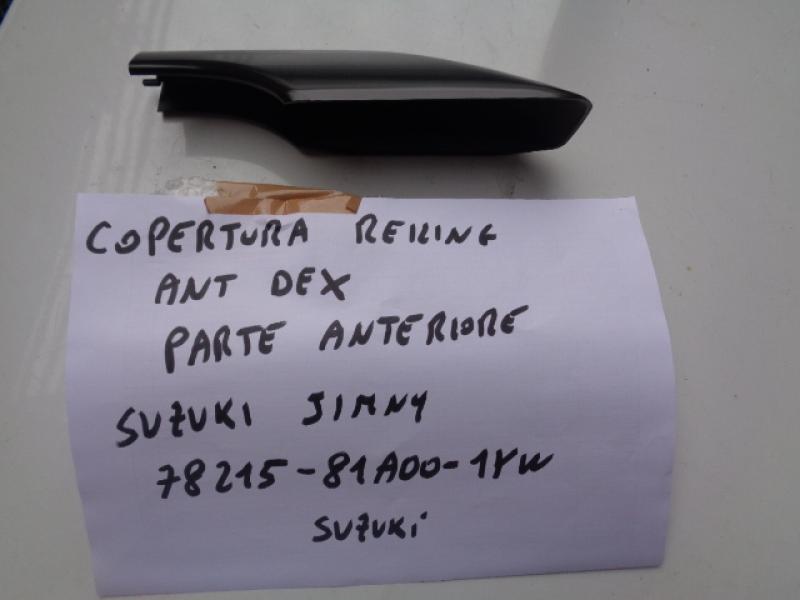 COPERTURA REILING
ANT DEX
PARTE ANTERIORE
SUZUKI JIMNY
78215-81A00-1YW
SUZUKI